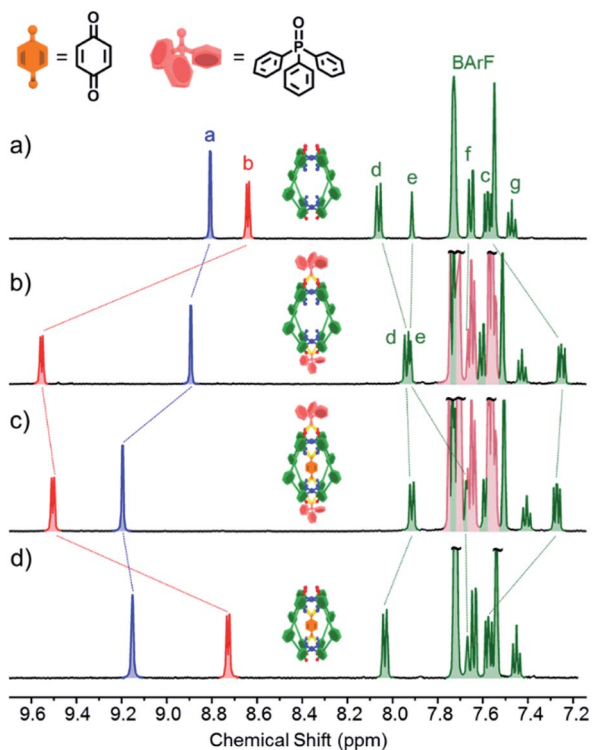 O
=
O
=
O
P
BArF
a)
a
b
d
e
f
c
g
b)
d
e
c)
d)
9.6 9.4 9.2 9.0 8.8 8.6 8.4 8.2 8.0 7.8 7.6 7.4 7.2
Chemical Shift (ppm)